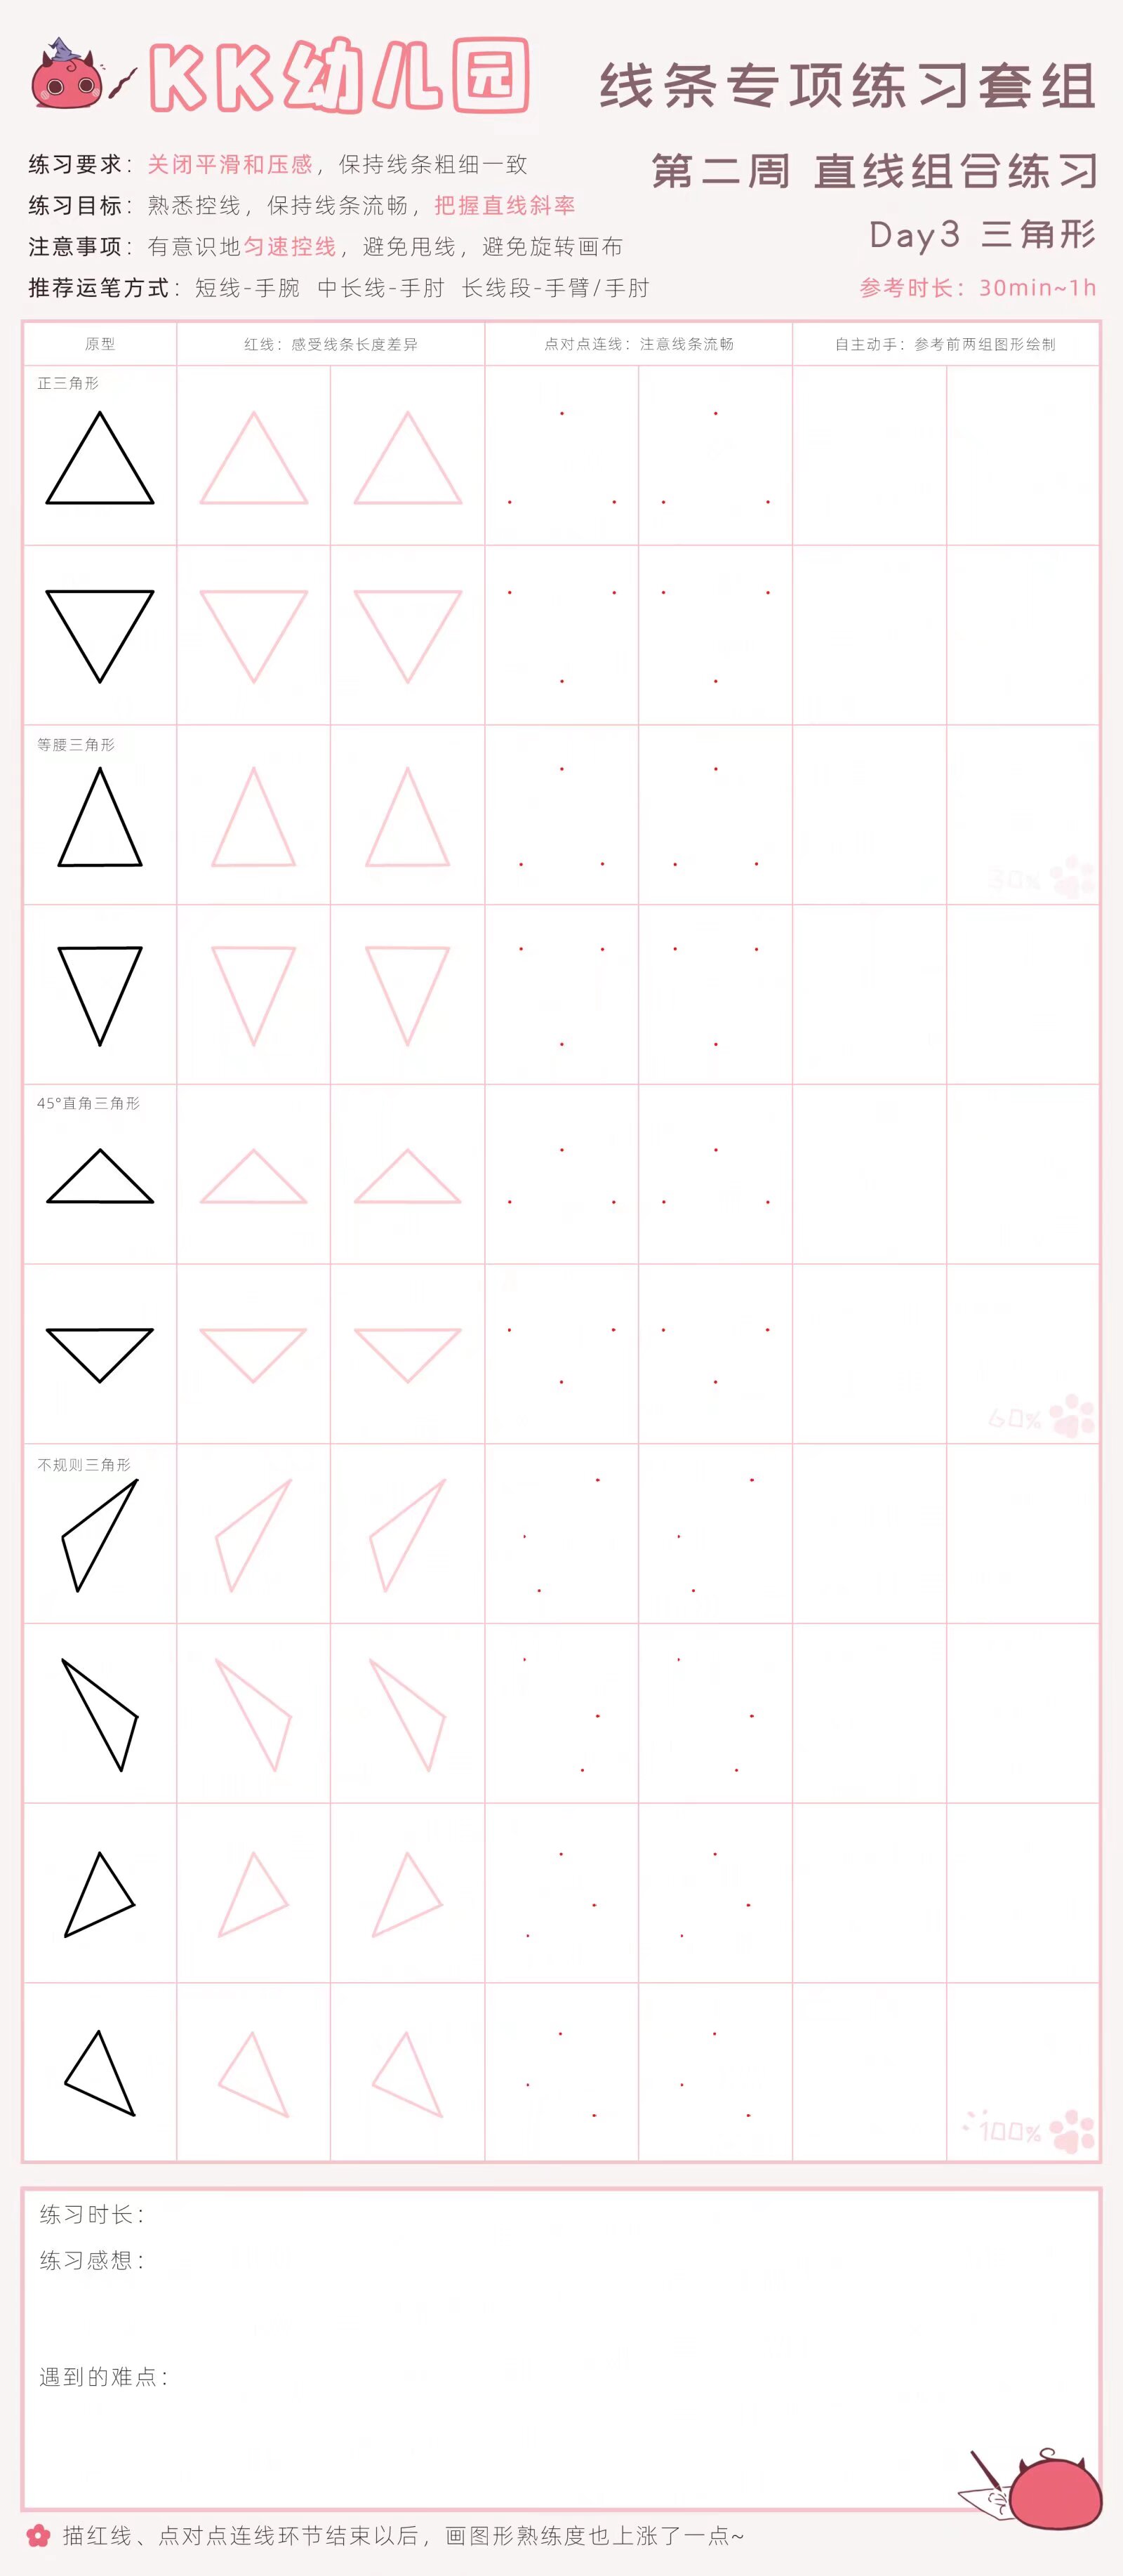 KK幼儿园
线条专项练习套组
练习要求：关闭平滑和压感，保持线条粗细一致
第二周 直线组合练习
练习目标：熟悉控线，保持线条流畅，把握直线斜率
注意事项：有意识地匀速控线，避免甩线，避免旋转画布
Day3 三角形
推荐运笔方式：短线-手腕 中长线-手肘 长线段-手臂/手肘
参考时长：30min~1h
原型 红线：感受线条长度差异 点对点连线：注意线条流畅 自主动手：参考前两组图形绘制
正三角形
等腰三角形
30%
45°直角三角形
60%
不规则三角形
100%
练习时长：
练习感想：
遇到的难点：
描红线、点对点连线环节结束以后，画图形熟练度也上涨了一点~